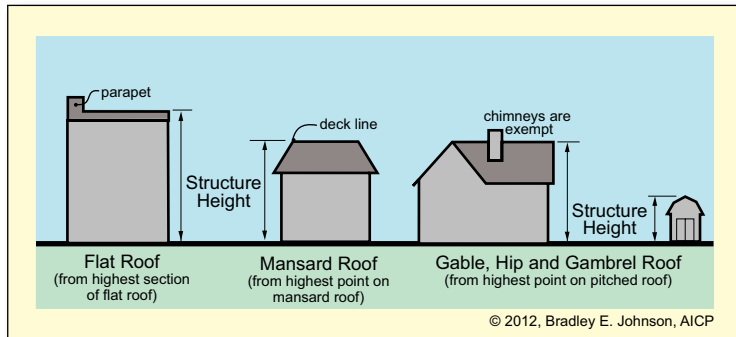 parapet
deck line
chimneys are
exempt
Structure
Height
Structure
Height
Flat Roof
(from highest section
of flat roof)
Mansard Roof
(from highest point on
mansard roof)
Gable, Hip and Gambrel Roof
(from highest point on pitched roof)
© 2012, Bradley E. Johnson, AICP